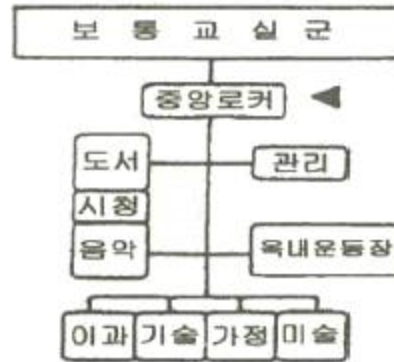 보통교실군
중앙로커
도서
관리
시청
음악
옥내운동장
이과 기술 가정 미술